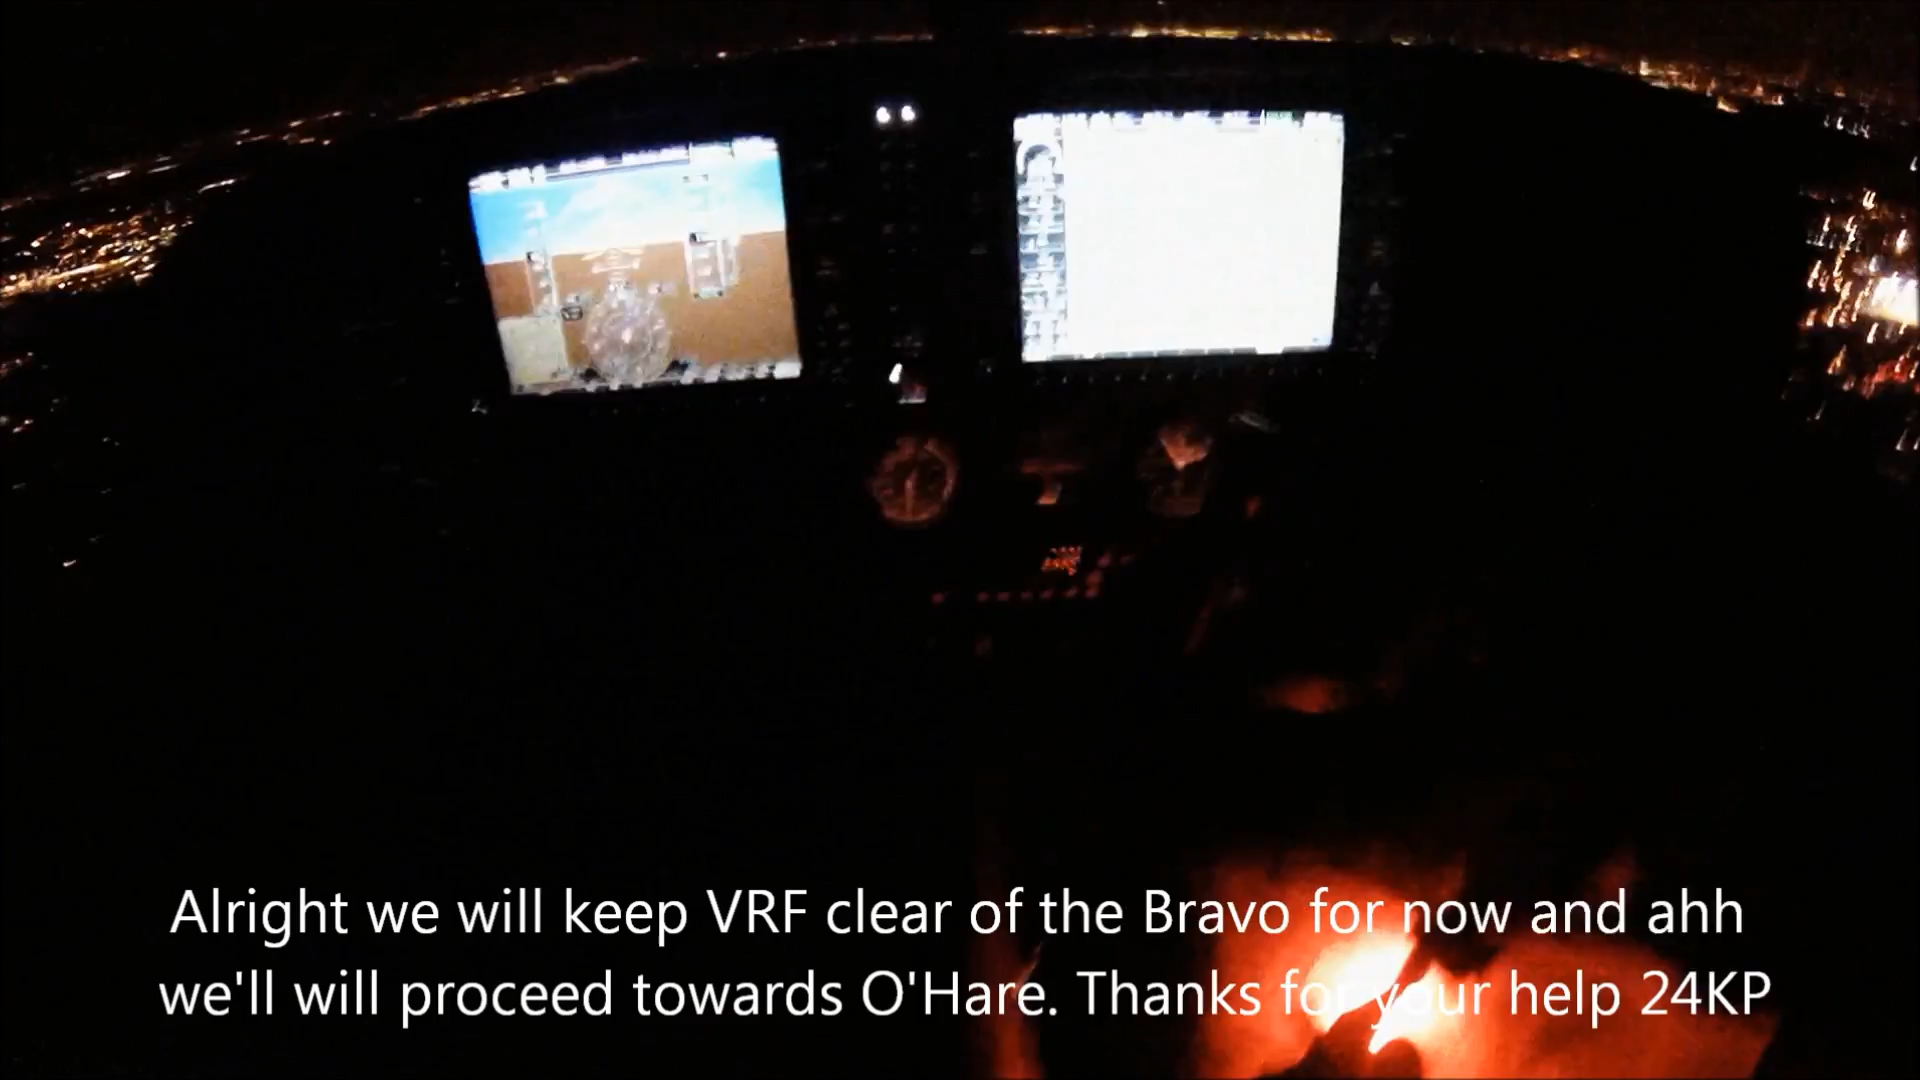 Alright we will keep VRF clear of the Bravo for now and ahh
we'll will proceed towards O'Hare. Thanks for your help 24KP